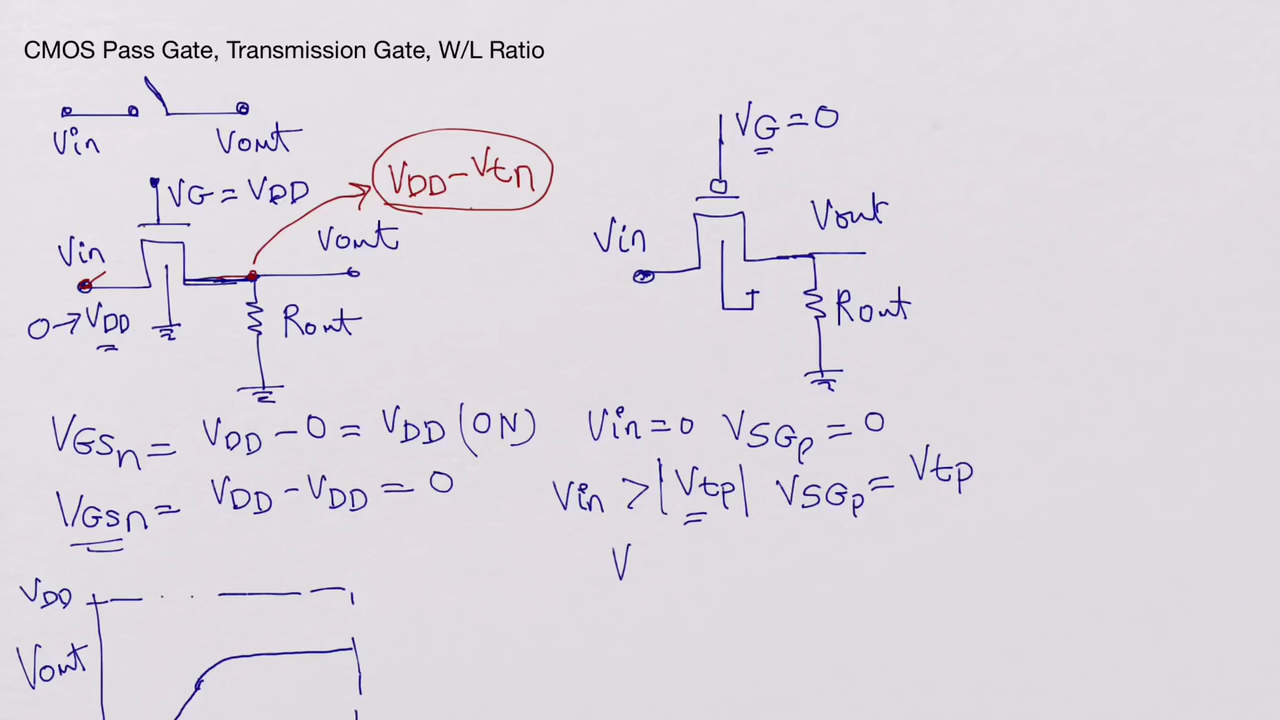 CMOS Pass Gate, Transmission Gate, W/L Ratio
Vin
Vout
VG = VDD
VDD - Vtn
Vin
Vout
0 → VDD
Rout
VG = 0
Vin
Vout
Rout
VGSn = VDD - 0 = VDD (ON)
VGSn = VDD - VDD = 0
Vin = 0 VSGp = 0
Vin > |Vtp| VSGp = Vtp
V
VDD
Vout